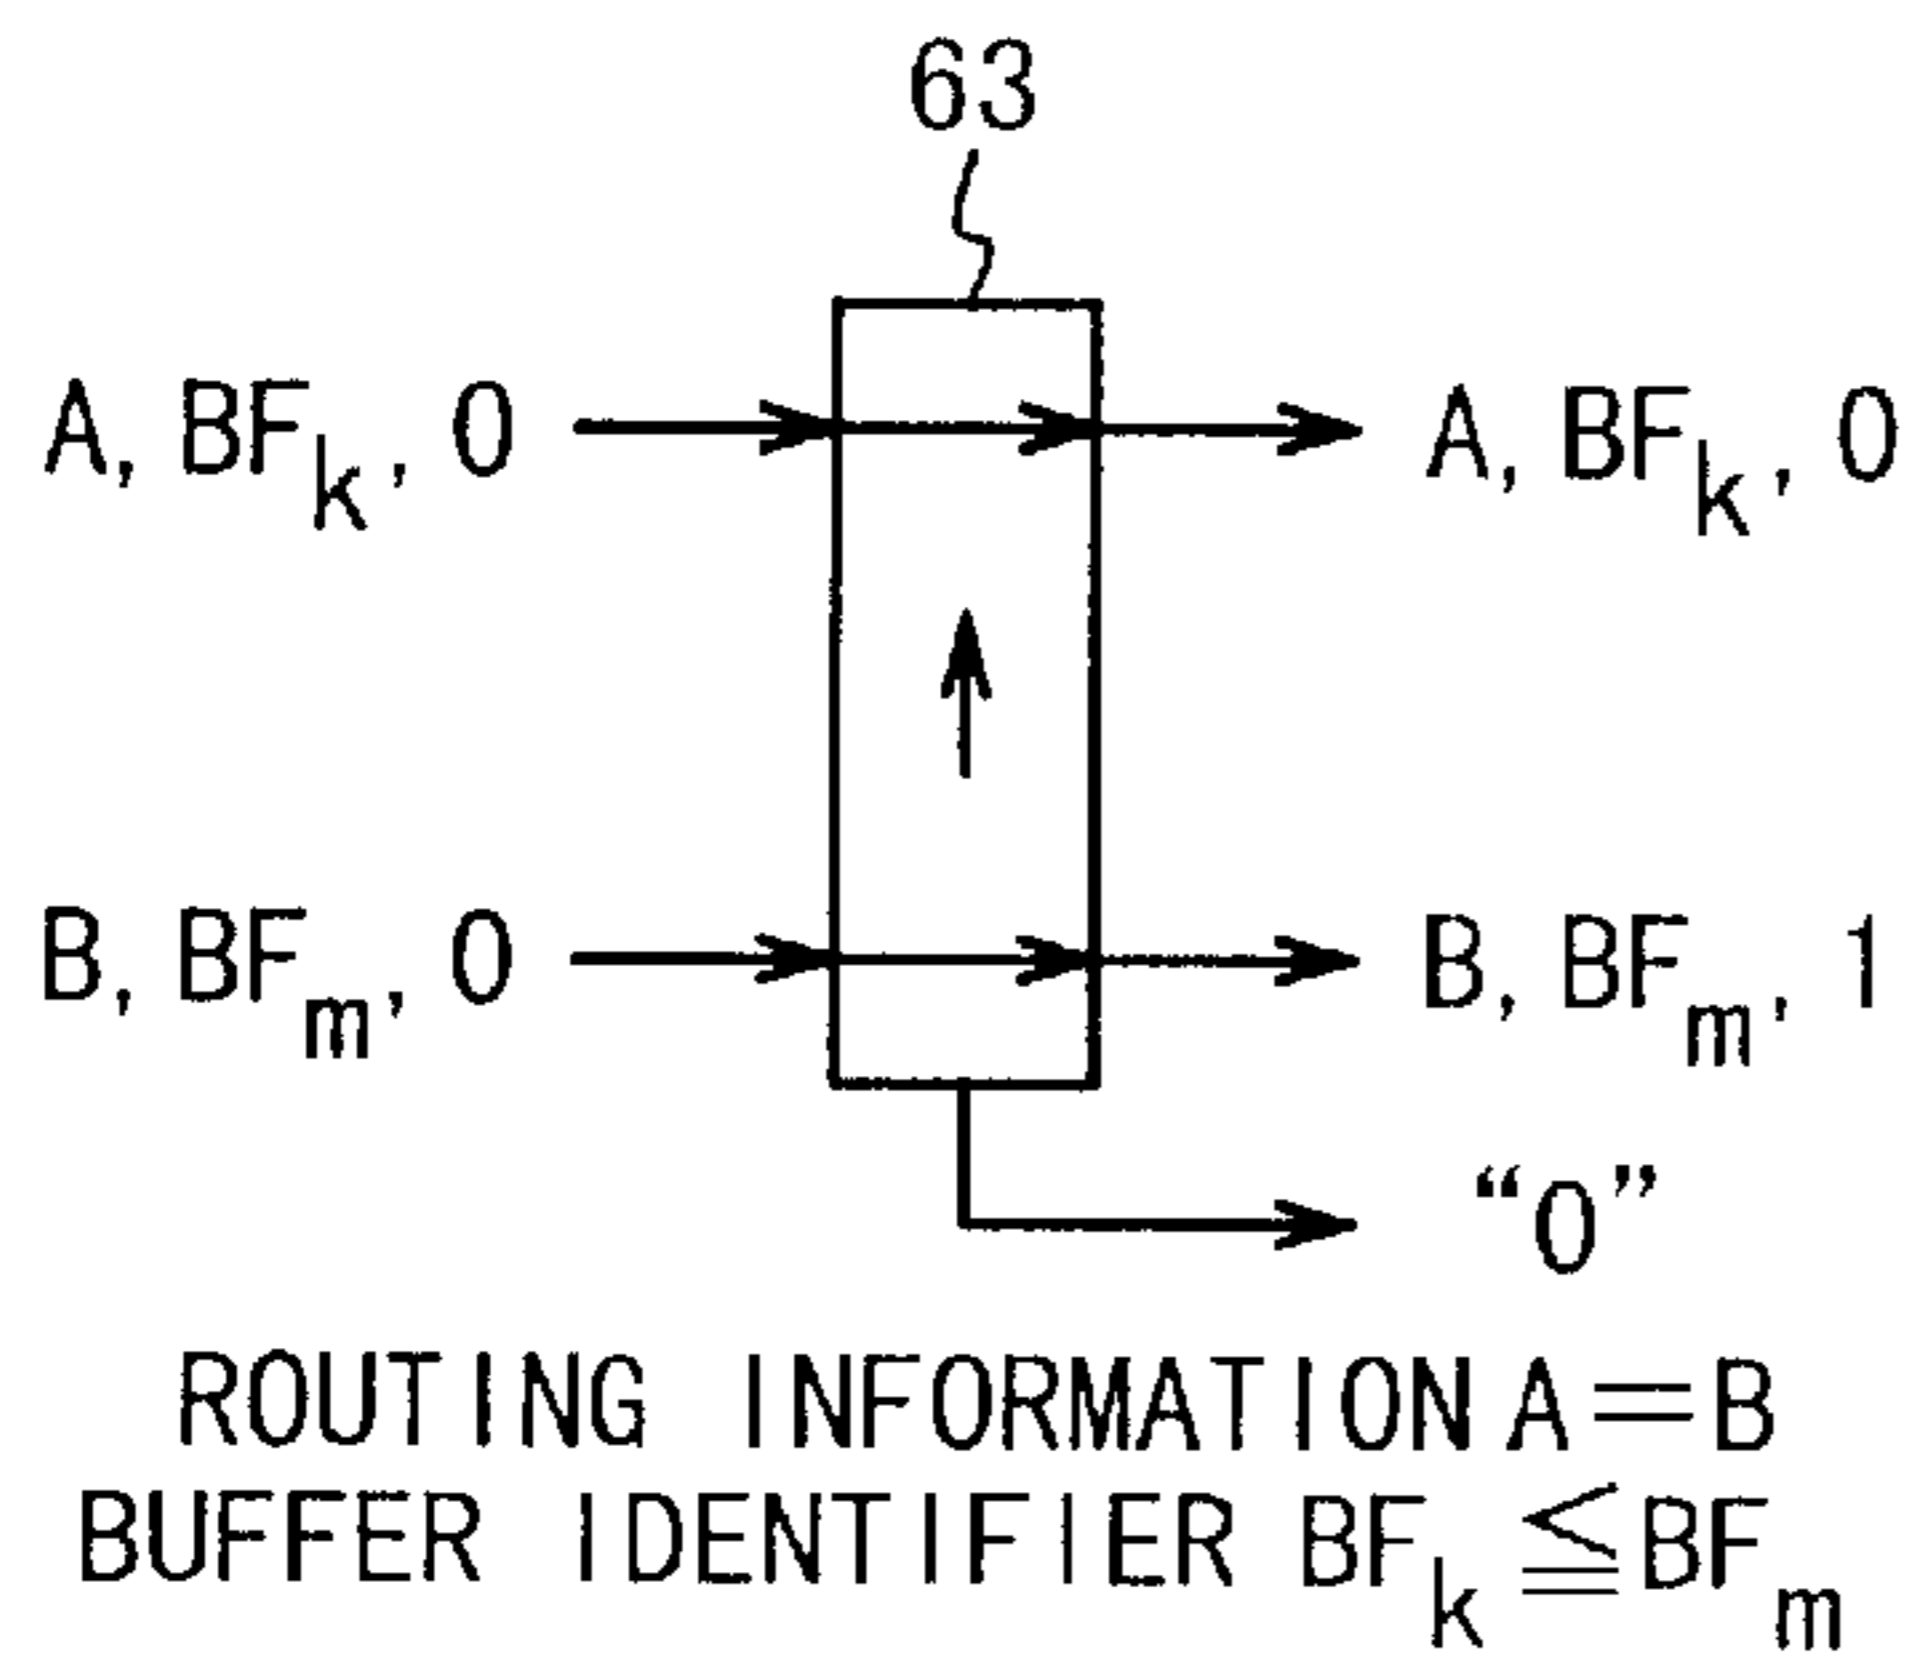 63
A, BFk, 0
A, BFk, 0
B, BFm, 0
B, BFm, 1
“0”
ROUTING INFORMATION A=B
BUFFER IDENTIFIER BFk≦BFm